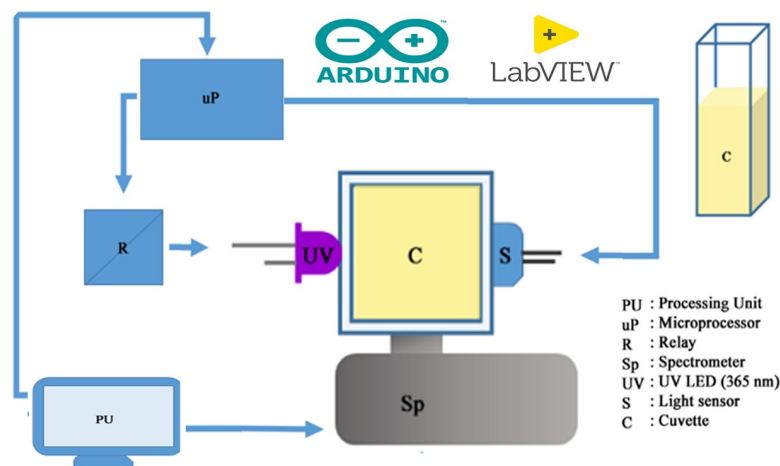 ARDUINO
LabVIEW™
uP
C
R
UV
C
S
PU : Processing Unit
uP : Microprocessor
R : Relay
Sp : Spectrometer
UV : UV LED (365 nm)
S : Light sensor
C : Cuvette
Sp
PU